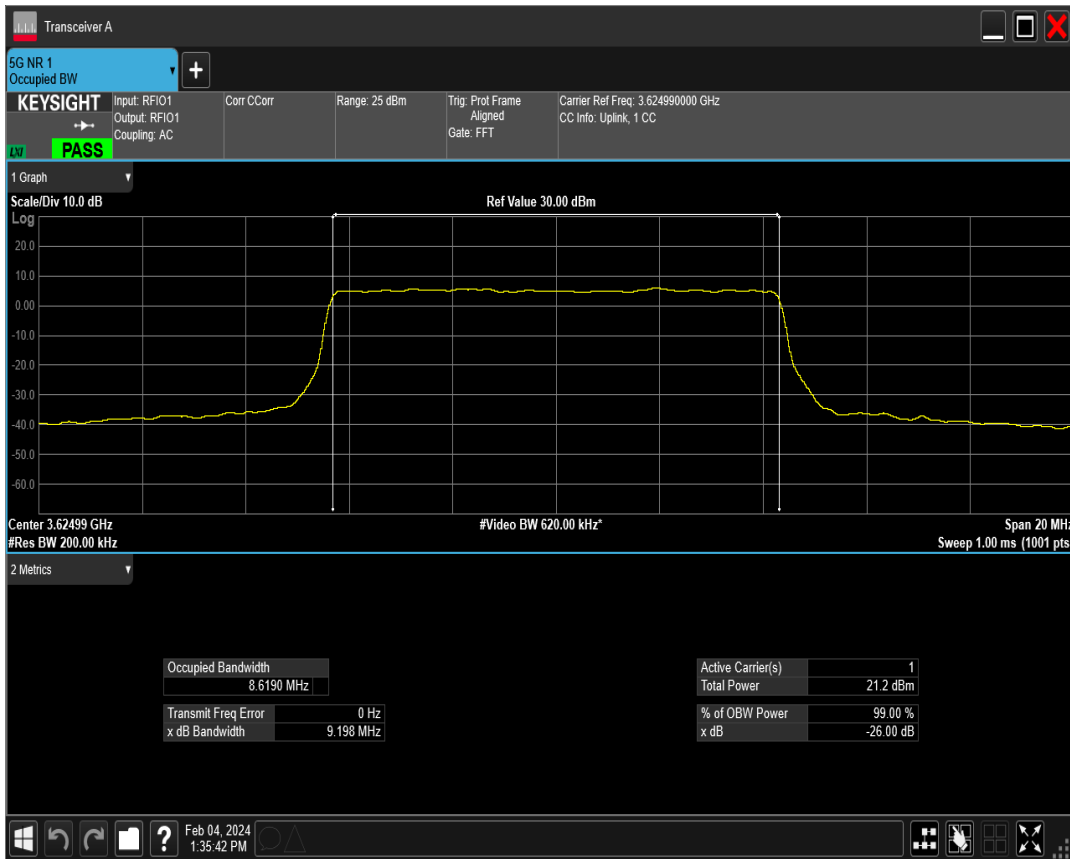 Transceiver A
5G NR 1
Occupied BW
+
KEYSIGHT
LXI
PASS
Input: RFIO1
Output: RFIO1
Coupling: AC
Corr CCorr
Range: 25 dBm
Trig: Prot Frame
Aligned
Gate: FFT
Carrier Ref Freq: 3.624990000 GHz
CC Info: Uplink, 1 CC
1 Graph
Scale/Div 10.0 dB
Ref Value 30.00 dBm
Log
20.0
10.0
0.00
-10.0
-20.0
-30.0
-40.0
-50.0
-60.0
Center 3.62499 GHz
#Video BW 620.00 kHz*
Span 20 MHz
#Res BW 200.00 kHz
Sweep 1.00 ms (1001 pts
2 Metrics
Occupied Bandwidth
8.6190 MHz
Transmit Freq Error 0 Hz
x dB Bandwidth 9.198 MHz
Active Carrier(s) 1
Total Power 21.2 dBm
% of OBW Power 99.00 %
x dB -26.00 dB
?
Feb 04, 2024
1:35:42 PM